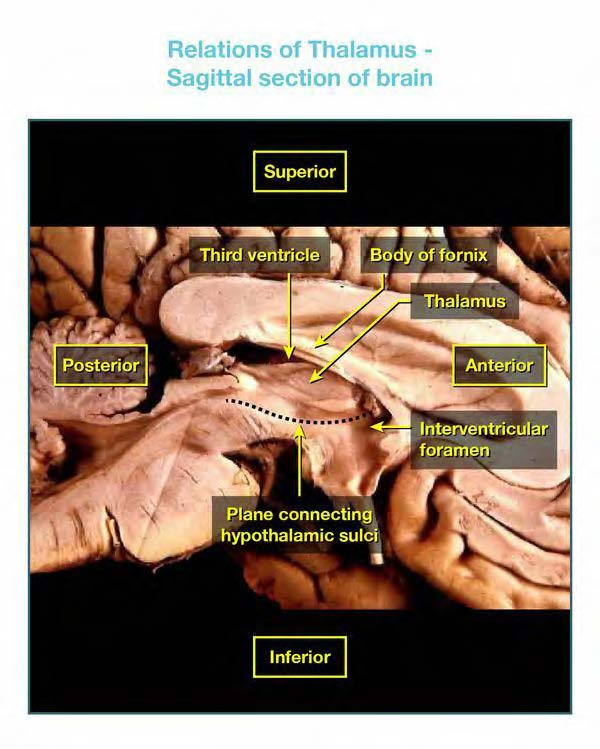 Relations of Thalamus -
Sagittal section of brain
Superior
Third ventricle
Body of fornix
Thalamus
Posterior
Anterior
Interventricular
foramen
Plane connecting
hypothalamic sulci
Inferior